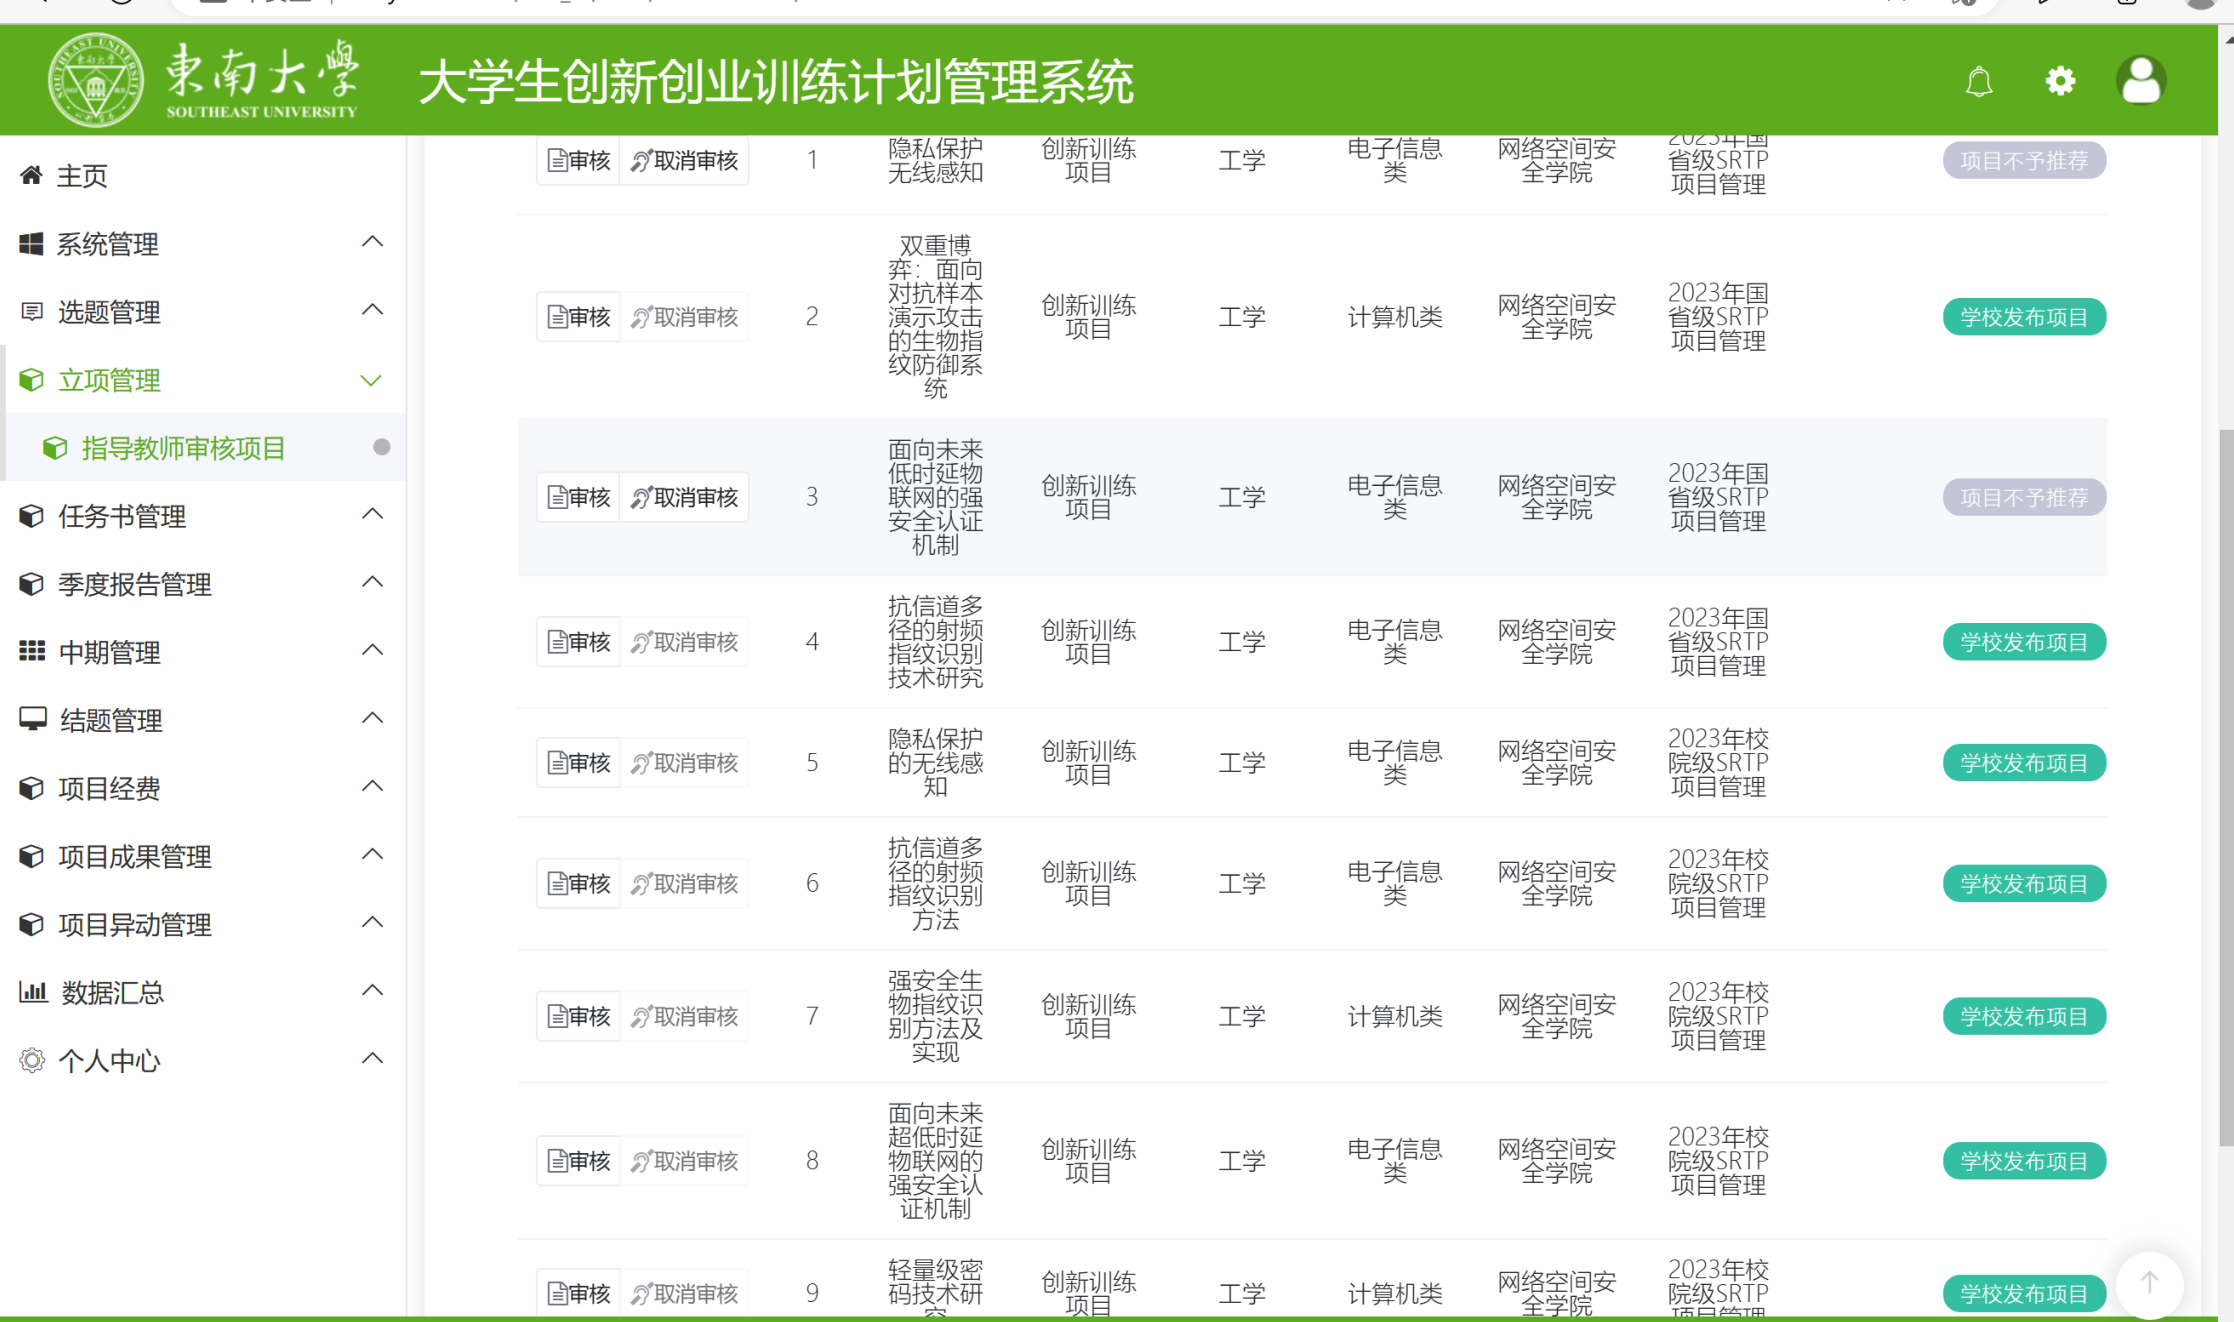 東南大學
SOUTHEAST UNIVERSITY
大学生创新创业训练计划管理系统
主页
系统管理
选题管理
立项管理
指导教师审核项目
任务书管理
季度报告管理
中期管理
结题管理
项目经费
项目成果管理
项目异动管理
数据汇总
个人中心
审核 取消审核
1
隐私保护
无线感知
创新训练
项目
工学
电子信息
类
网络空间安
全学院
2023年国
省级SRTP
项目管理
项目不予推荐
审核 取消审核
2
双重博
弈：面向
对抗样本
演示攻击
的生物指
纹防御系
统
创新训练
项目
工学
计算机类
网络空间安
全学院
2023年国
省级SRTP
项目管理
学校发布项目
审核 取消审核
3
面向未来
低时延物
联网的强
安全认证
机制
创新训练
项目
工学
电子信息
类
网络空间安
全学院
2023年国
省级SRTP
项目管理
项目不予推荐
审核 取消审核
4
抗信道多
径的射频
指纹识别
技术研究
创新训练
项目
工学
电子信息
类
网络空间安
全学院
2023年国
省级SRTP
项目管理
学校发布项目
审核 取消审核
5
隐私保护
的无线感
知
创新训练
项目
工学
电子信息
类
网络空间安
全学院
2023年校
院级SRTP
项目管理
学校发布项目
审核 取消审核
6
抗信道多
径的射频
指纹识别
方法
创新训练
项目
工学
电子信息
类
网络空间安
全学院
2023年校
院级SRTP
项目管理
学校发布项目
审核 取消审核
7
强安全生
物指纹识
别方法及
实现
创新训练
项目
工学
计算机类
网络空间安
全学院
2023年校
院级SRTP
项目管理
学校发布项目
审核 取消审核
8
面向未来
超低时延
物联网的
强安全认
证机制
创新训练
项目
工学
电子信息
类
网络空间安
全学院
2023年校
院级SRTP
项目管理
学校发布项目
审核 取消审核
9
轻量级密
码技术研
究
创新训练
项目
工学
计算机类
网络空间安
全学院
2023年校
院级SRTP
项目管理
学校发布项目